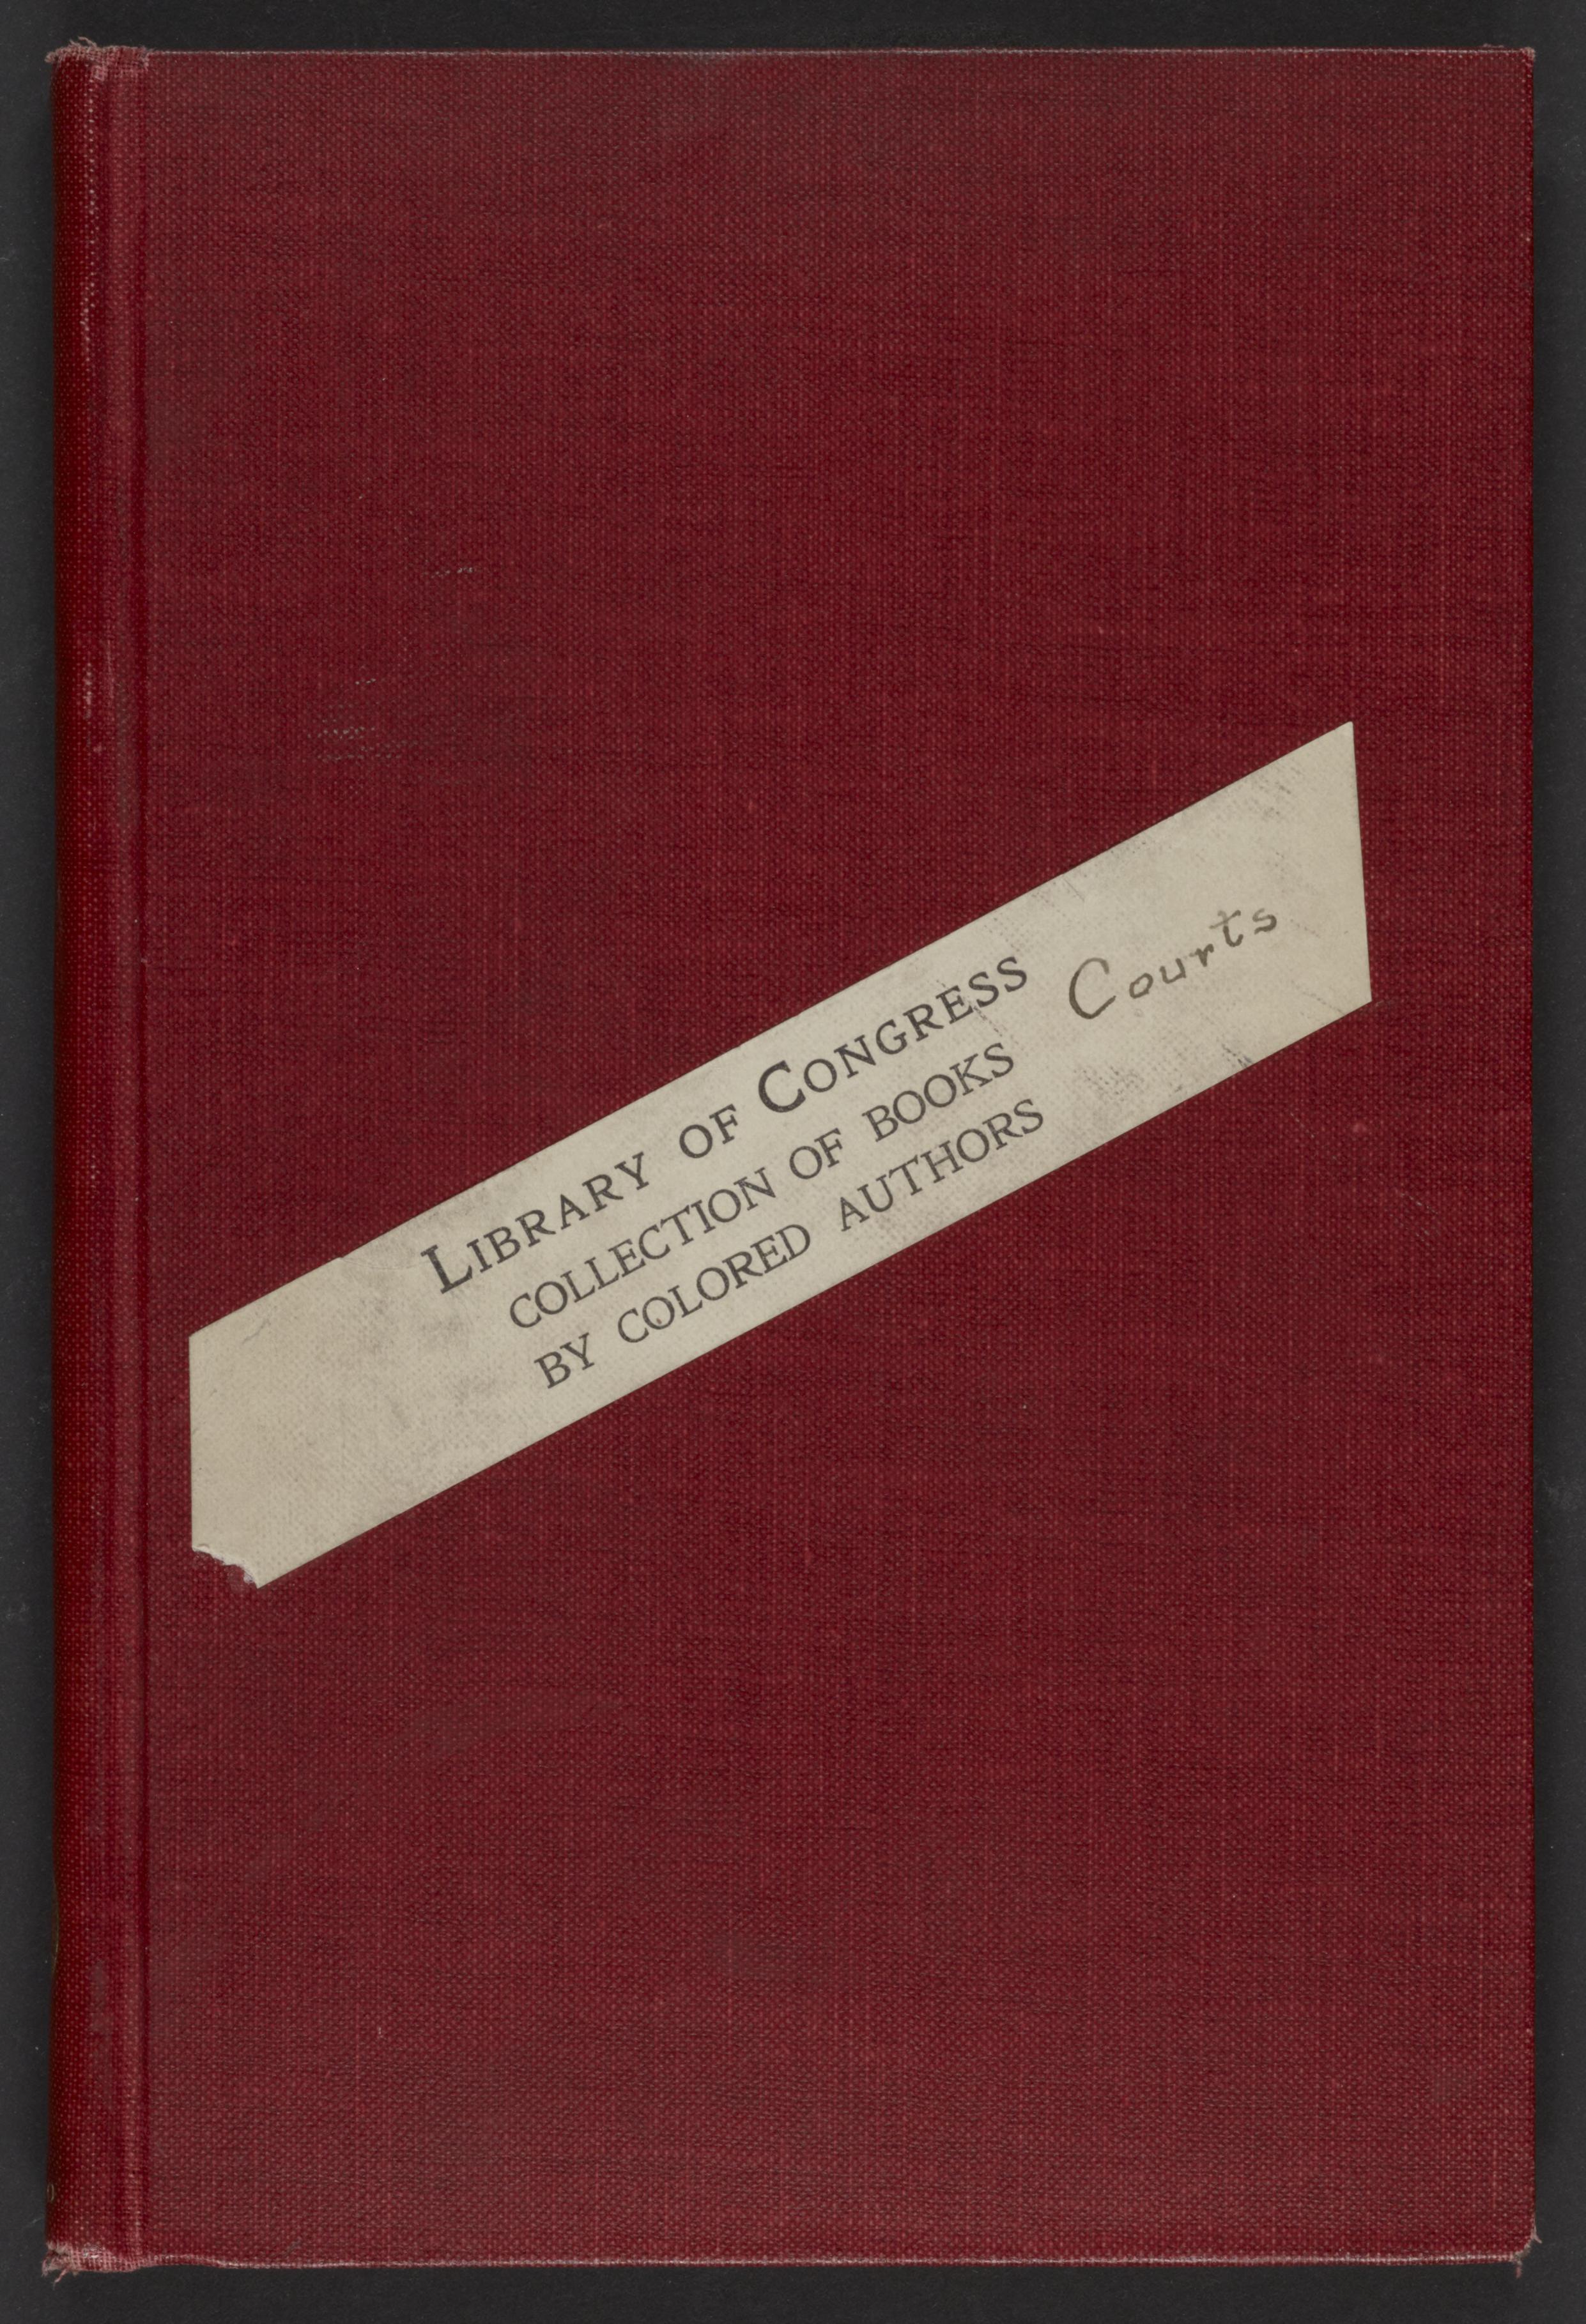 LIBRARY OF CONGRESS
COLLECTION OF BOOKS
BY COLORED AUTHORS
Courts